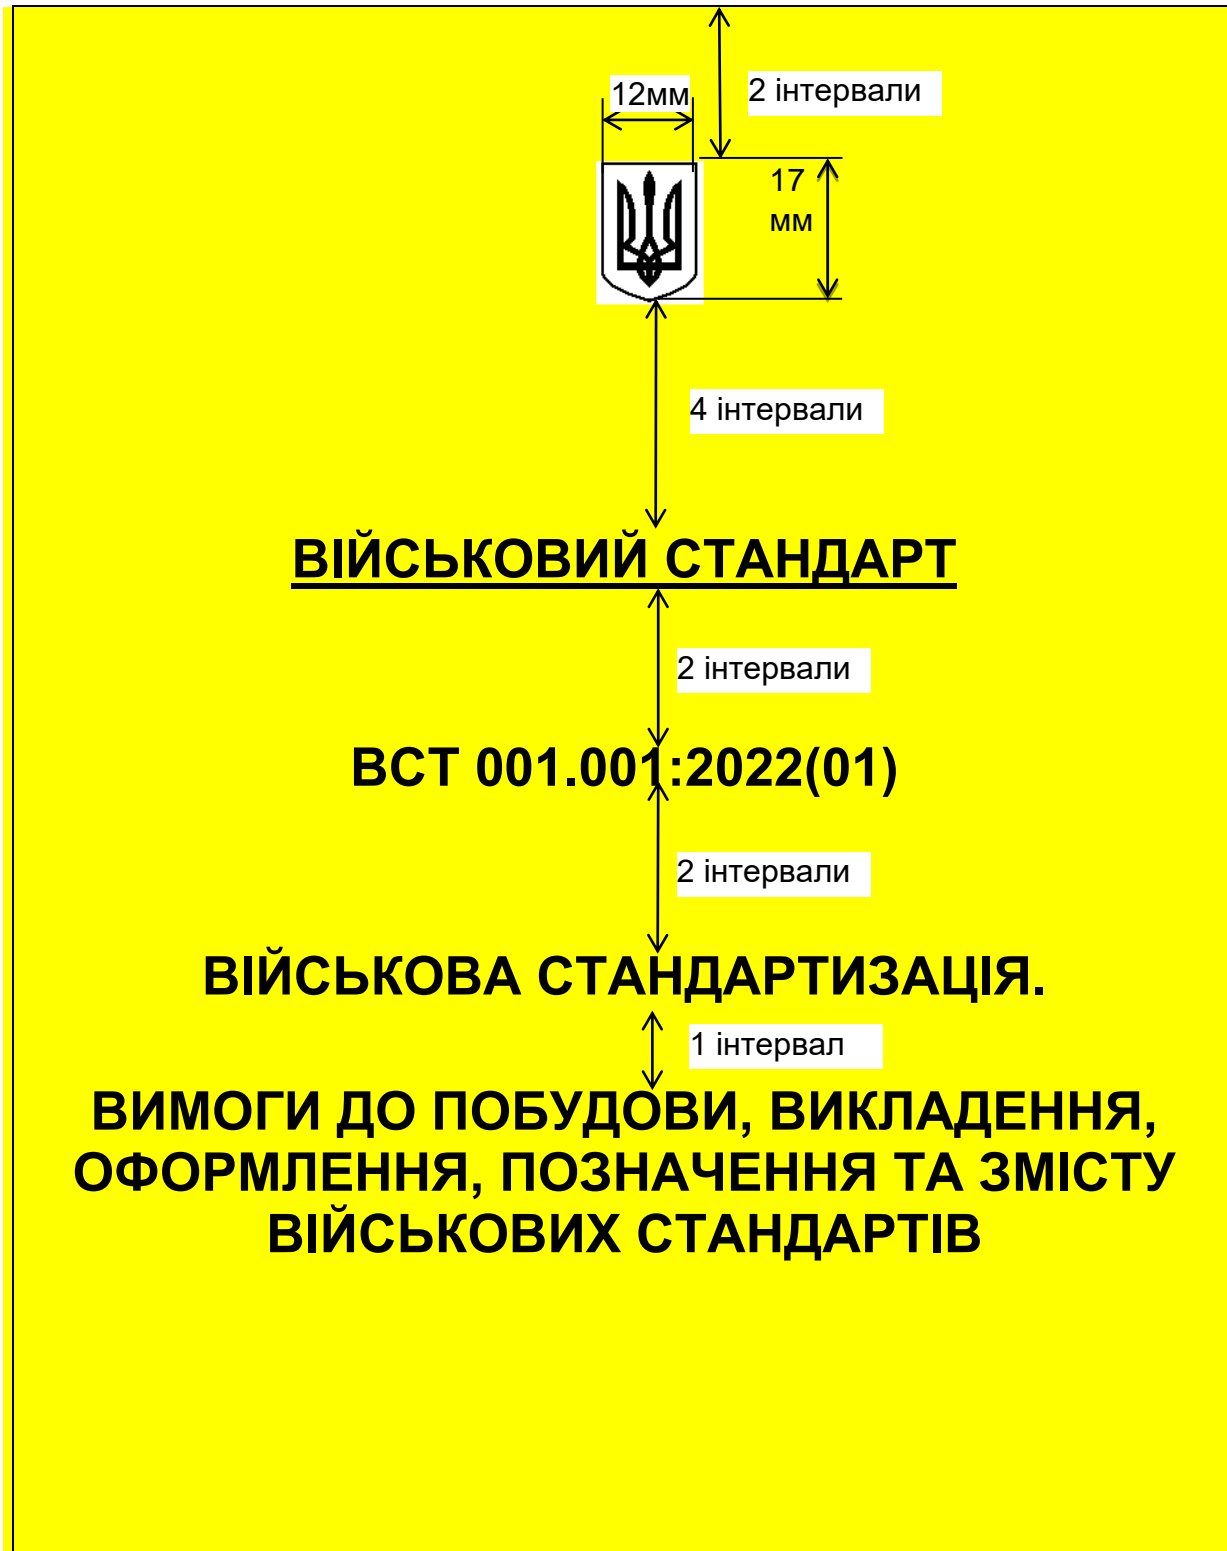 2 інтервали
12мм
17
мм
4 інтервали
ВІЙСЬКОВИЙ СТАНДАРТ
2 інтервали
ВСТ 001.001:2022(01)
2 інтервали
ВІЙСЬКОВА СТАНДАРТИЗАЦІЯ.
1 інтервал
ВИМОГИ ДО ПОБУДОВИ, ВИКЛАДЕННЯ,
ОФОРМЛЕННЯ, ПОЗНАЧЕННЯ ТА ЗМІСТУ
ВІЙСЬКОВИХ СТАНДАРТІВ